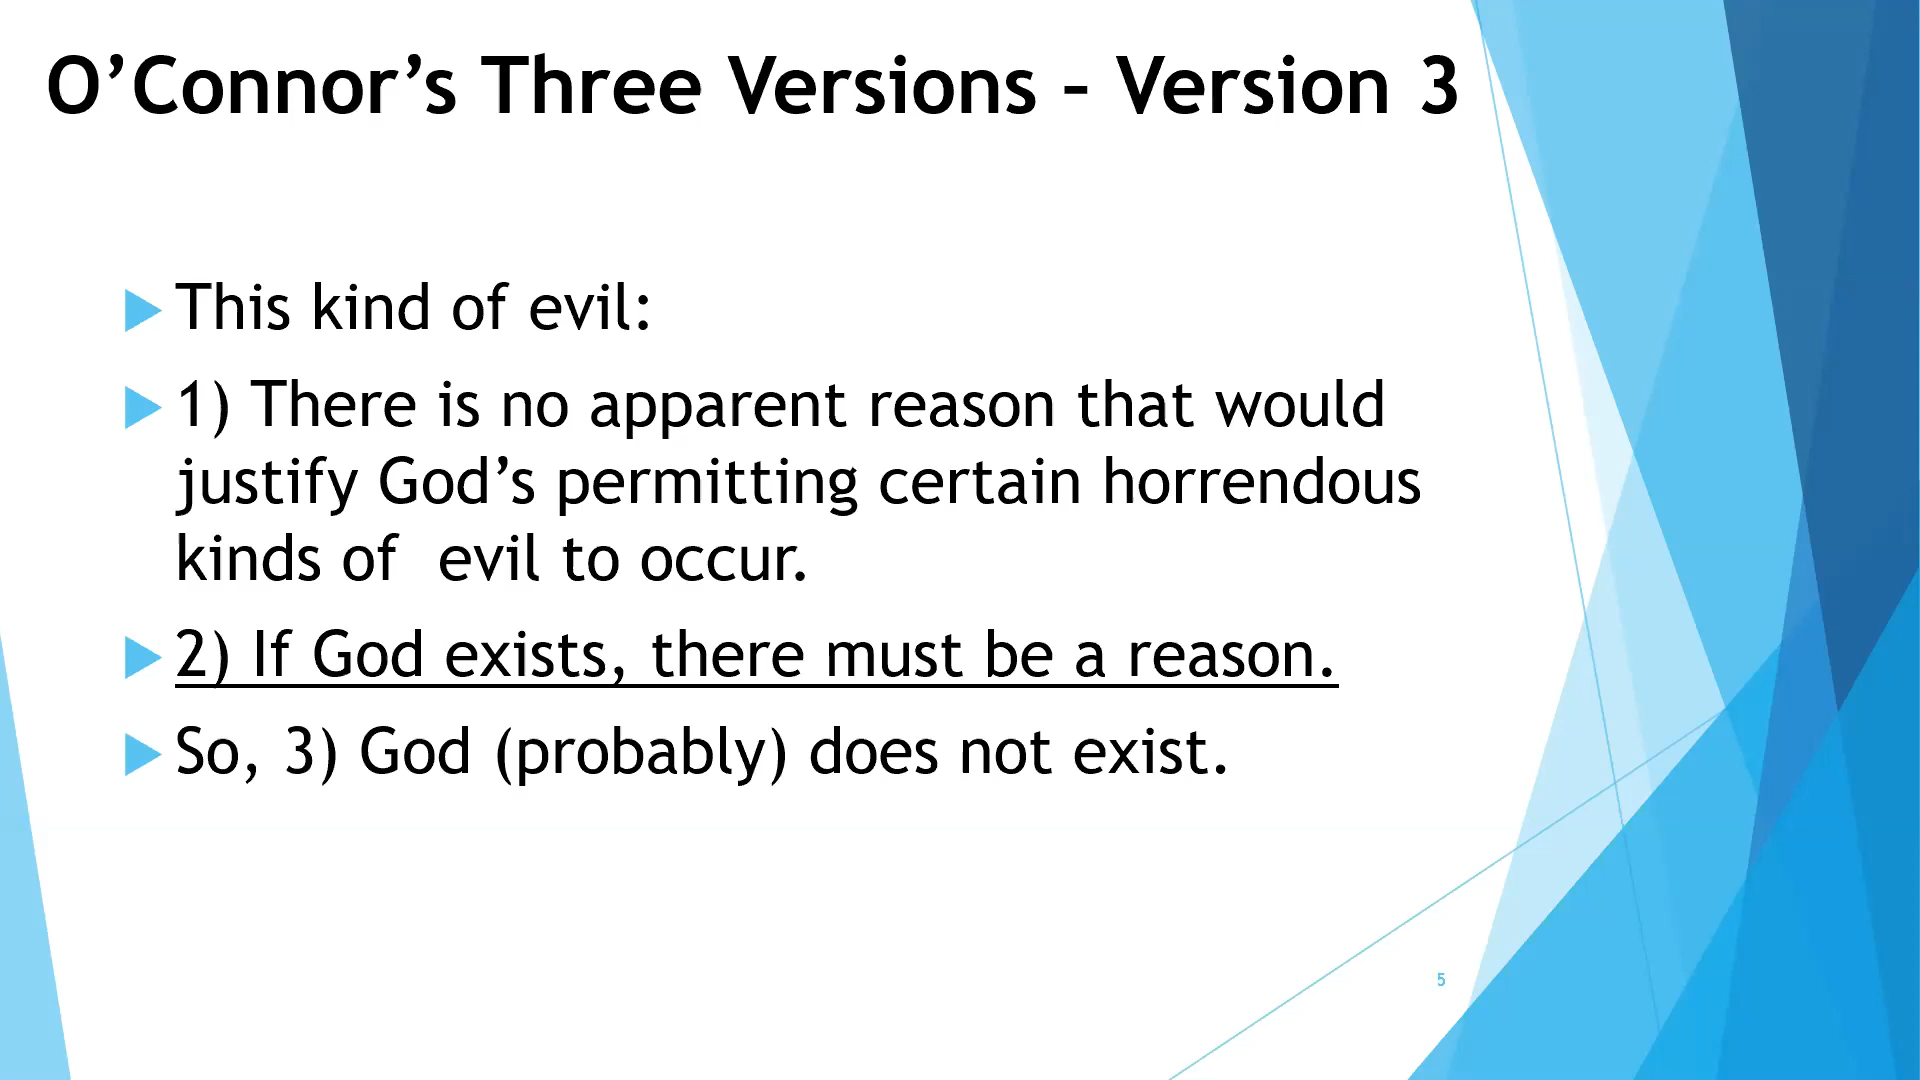 O’Connor’s Three Versions – Version 3
This kind of evil:
1) There is no apparent reason that would
justify God’s permitting certain horrendous
kinds of  evil to occur.
2) If God exists, there must be a reason.
So, 3) God (probably) does not exist.
5